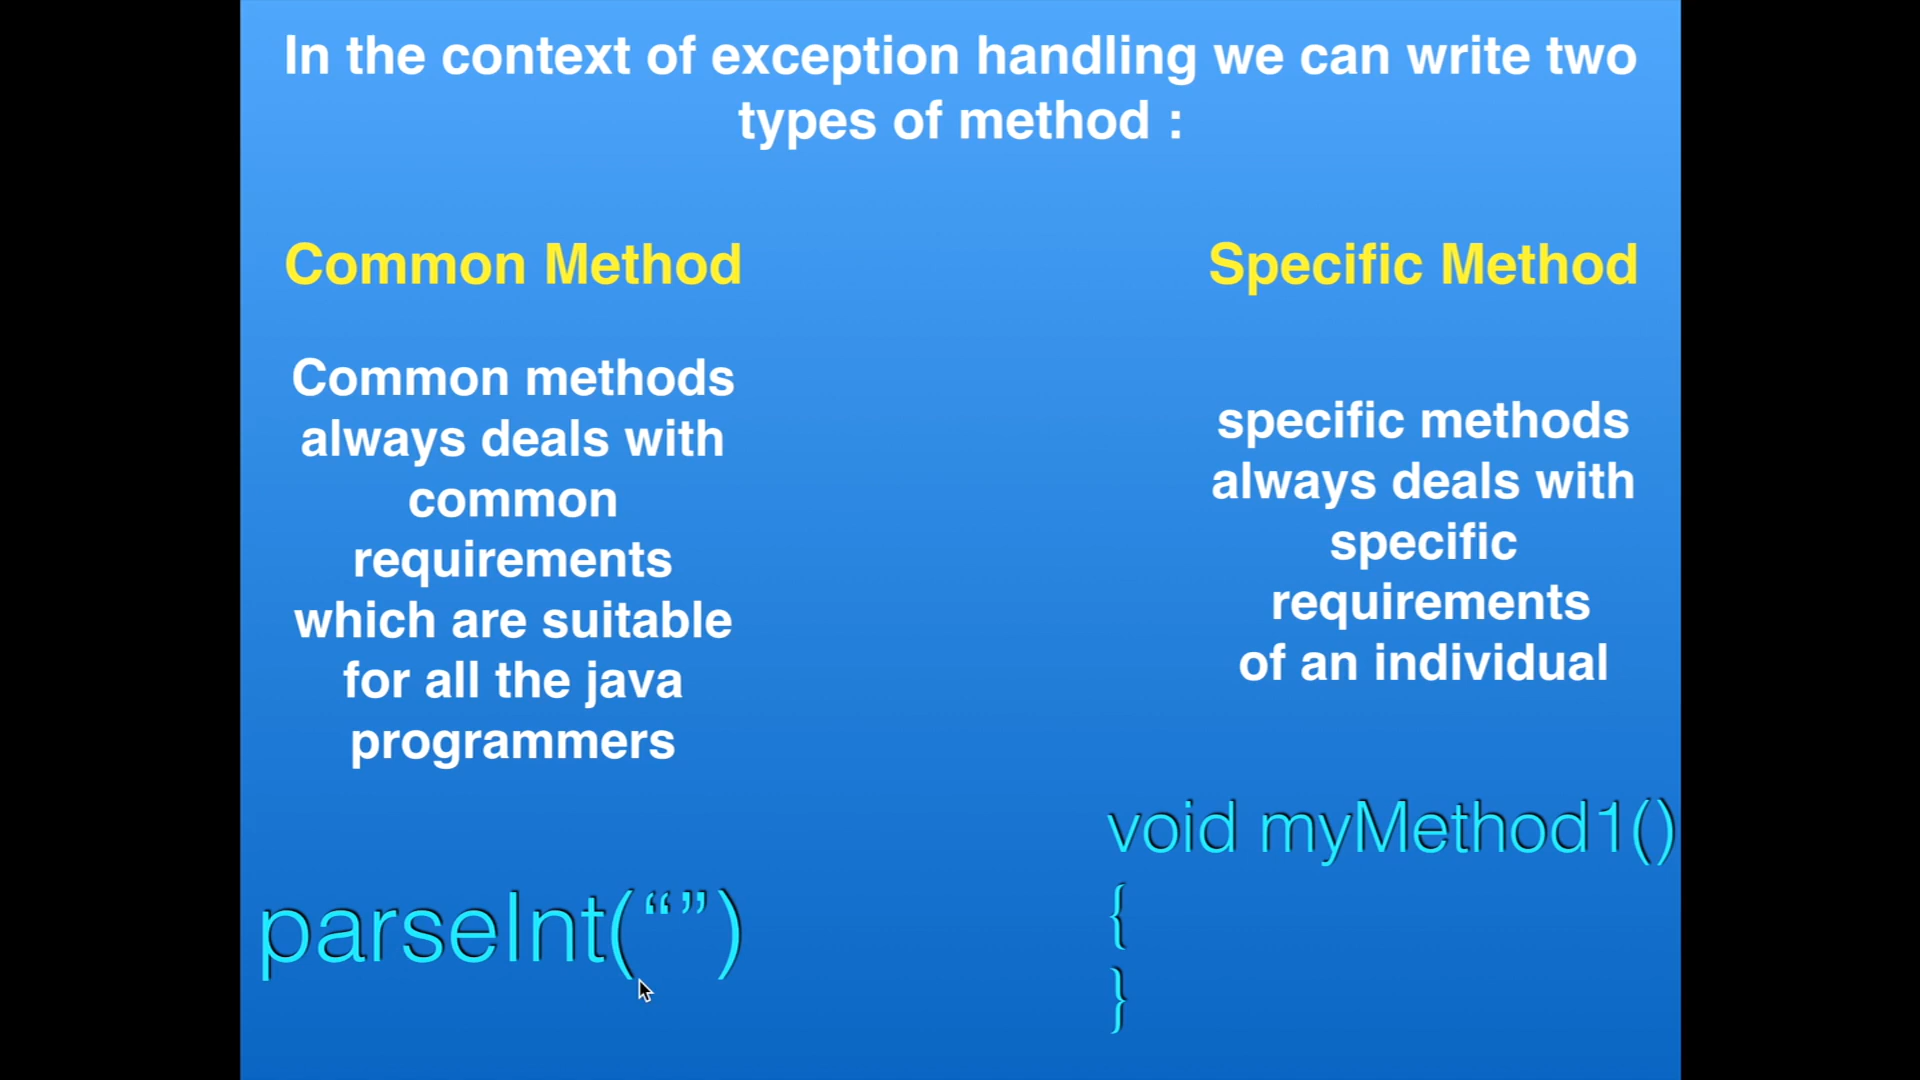 In the context of exception handling we can write two
types of method :
Common Method
Common methods
always deals with
common
requirements
which are suitable
for all the java
programmers
parseInt(“”)
Specific Method
specific methods
always deals with
specific
requirements
of an individual
void myMethod1()
{
}